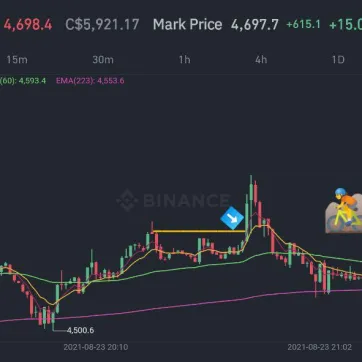 4,698.4 C$5,921.17 Mark Price 4,697.7 +615.1 +15.0
15m 30m 1h 4h 1D
(60): 4,593.4 EMA(223): 4,553.6
BINANCE
4,500.6
2021-08-23 20:10 2021-08-23 21:02